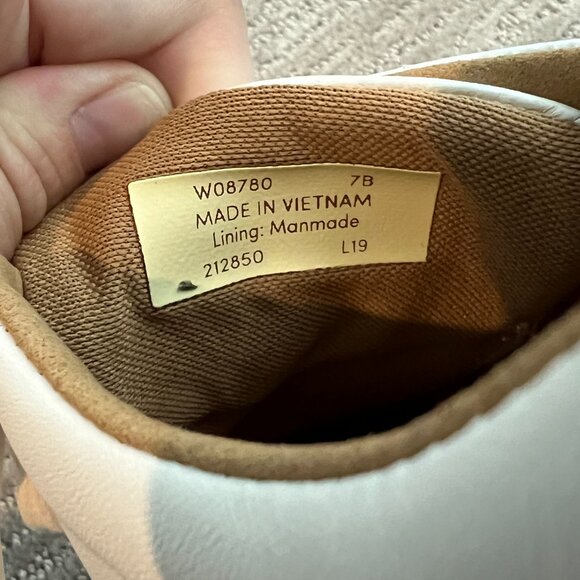 W08780 7B
MADE IN VIETNAM
Lining: Manmade
212850 L19